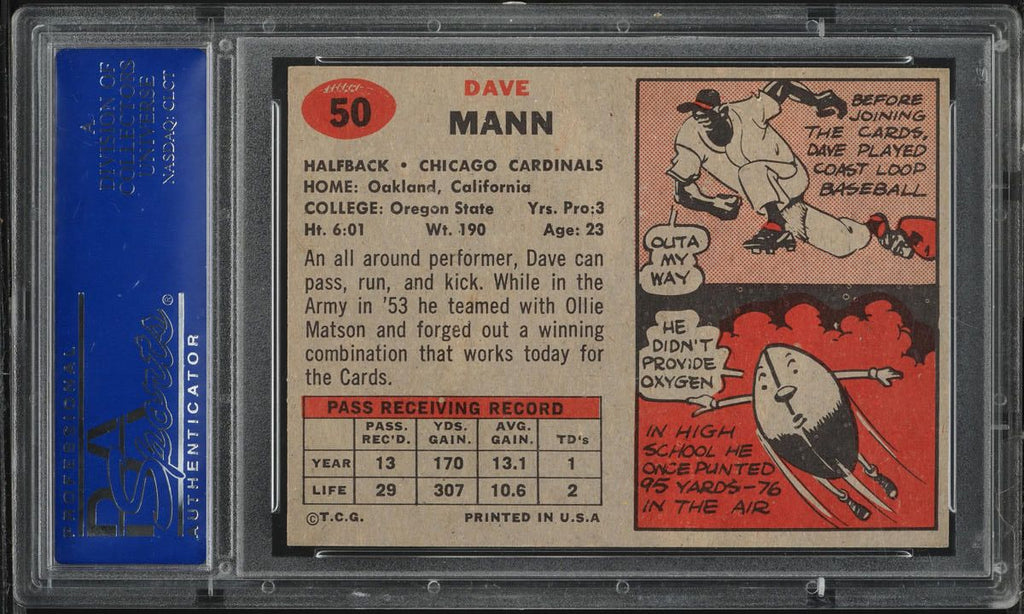 A
DIVISION OF
COLLECTORS
UNIVERSE
NASDAQ: CLCT
PROFESSIONAL
PSA
Sports®
AUTHENTICATOR
50
DAVE
MANN
HALFBACK • CHICAGO CARDINALS
HOME: Oakland, California
COLLEGE: Oregon State Yrs. Pro:3
Ht. 6:01 Wt. 190 Age: 23
An all around performer, Dave can
pass, run, and kick. While in the
Army in '53 he teamed with Ollie
Matson and forged out a winning
combination that works today for
the Cards.
PASS RECEIVING RECORD
PASS. REC'D. YDS. GAIN. AVG. GAIN. TD's
YEAR 13 170 13.1 1
LIFE 29 307 10.6 2
©T.C.G. PRINTED IN U.S.A
BEFORE
JOINING
THE CARDS,
DAVE PLAYED
COAST LOOP
BASEBALL
OUTA
MY
WAY
HE
DIDN'T
PROVIDE
OXYGEN
IN HIGH
SCHOOL HE
ONCE PUNTED
95 YARDS-76
IN THE AIR